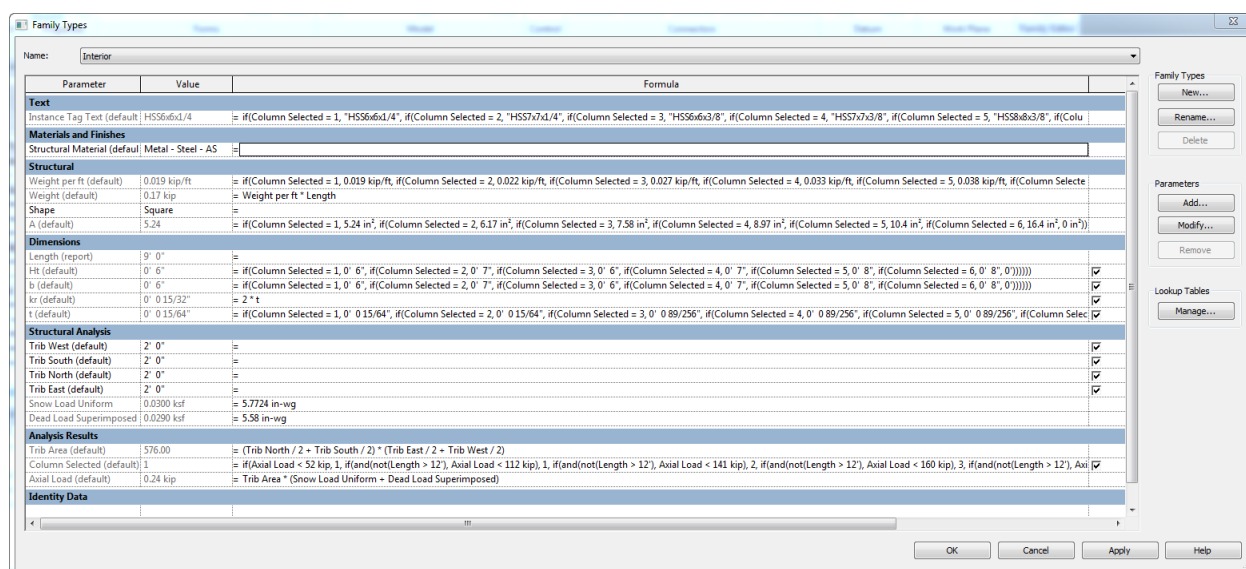 Family Types
Name: Interior
Parameter Value Formula
Text
Instance Tag Text (default HSS6x6x1/4 = if(Column Selected = 1, "HSS6x6x1/4", if(Column Selected = 2, "HSS7x7x1/4", if(Column Selected = 3, "HSS6x6x3/8", if(Column Selected = 4, "HSS7x7x3/8", if(Column Selected = 5, "HSS8x8x3/8", if(Colu
Materials and Finishes
Structural Material (defaul Metal - Steel - AS =
Structural
Weight per ft (default) 0.019 kip/ft = if(Column Selected = 1, 0.019 kip/ft, if(Column Selected = 2, 0.022 kip/ft, if(Column Selected = 3, 0.027 kip/ft, if(Column Selected = 4, 0.033 kip/ft, if(Column Selected = 5, 0.038 kip/ft, if(Column Selecte
Weight (default) 0.17 kip = Weight per ft * Length
Shape Square =
A (default) 5.24 = if(Column Selected = 1, 5.24 in², if(Column Selected = 2, 6.17 in², if(Column Selected = 3, 7.58 in², if(Column Selected = 4, 8.97 in², if(Column Selected = 5, 10.4 in², if(Column Selected = 6, 16.4 in², 0 in²))
Dimensions
Length (report) 9' 0" =
Ht (default) 0' 6" = if(Column Selected = 1, 0' 6", if(Column Selected = 2, 0' 7", if(Column Selected = 3, 0' 6", if(Column Selected = 4, 0' 7", if(Column Selected = 5, 0' 8", if(Column Selected = 6, 0' 8", 0'))))))
b (default) 0' 6" = if(Column Selected = 1, 0' 6", if(Column Selected = 2, 0' 7", if(Column Selected = 3, 0' 6", if(Column Selected = 4, 0' 7", if(Column Selected = 5, 0' 8", if(Column Selected = 6, 0' 8", 0'))))))
kr (default) 0' 0 15/32" = 2 * t
t (default) 0' 0 15/64" = if(Column Selected = 1, 0' 0 15/64", if(Column Selected = 2, 0' 0 15/64", if(Column Selected = 3, 0' 0 89/256", if(Column Selected = 4, 0' 0 89/256", if(Column Selected = 5, 0' 0 89/256", if(Column Selec
Structural Analysis
Trib West (default) 2' 0" =
Trib South (default) 2' 0" =
Trib North (default) 2' 0" =
Trib East (default) 2' 0" =
Snow Load Uniform 0.0300 ksf = 5.7724 in-wg
Dead Load Superimposed 0.0290 ksf = 5.58 in-wg
Analysis Results
Trib Area (default) 576.00 = (Trib North / 2 + Trib South / 2) * (Trib East / 2 + Trib West / 2)
Column Selected (default) 1 = if(Axial Load < 52 kip, 1, if(and(not(Length > 12'), Axial Load < 112 kip), 1, if(and(not(Length > 12'), Axial Load < 141 kip), 2, if(and(not(Length > 12'), Axial Load < 160 kip), 3, if(and(not(Length > 12'), Axi
Axial Load (default) 0.24 kip = Trib Area * (Snow Load Uniform + Dead Load Superimposed)
Identity Data
Family Types
New...
Rename...
Delete
Parameters
Add...
Modify...
Remove
Lookup Tables
Manage...
OK Cancel Apply Help